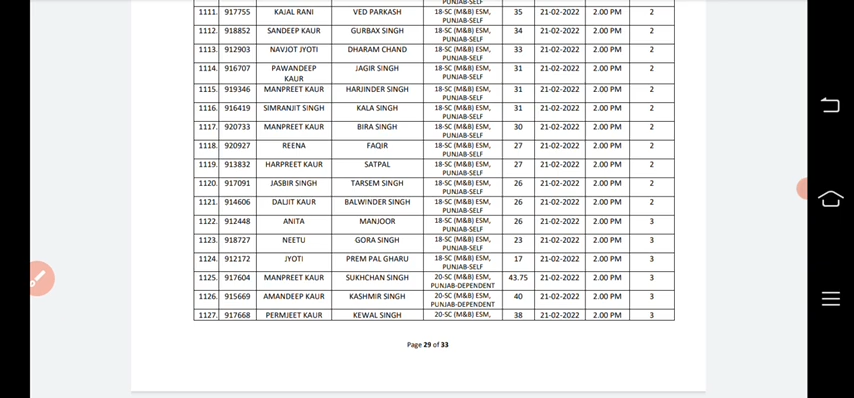 PUNJAB-SELF
1111. 917755 KAJAL RANI VED PARKASH 18-SC (M&B) ESM, PUNJAB-SELF 35 21-02-2022 2.00 PM 2
1112. 918852 SANDEEP KAUR GURBAX SINGH 18-SC (M&B) ESM, PUNJAB-SELF 34 21-02-2022 2.00 PM 2
1113. 912903 NAVJOT JYOTI DHARAM CHAND 18-SC (M&B) ESM, PUNJAB-SELF 33 21-02-2022 2.00 PM 2
1114. 916707 PAWANDEEP KAUR JAGIR SINGH 18-SC (M&B) ESM, PUNJAB-SELF 31 21-02-2022 2.00 PM 2
1115. 919346 MANPREET KAUR HARJINDER SINGH 18-SC (M&B) ESM, PUNJAB-SELF 31 21-02-2022 2.00 PM 2
1116. 916419 SIMRANJIT SINGH KALA SINGH 18-SC (M&B) ESM, PUNJAB-SELF 31 21-02-2022 2.00 PM 2
1117. 920733 MANPREET KAUR BIRA SINGH 18-SC (M&B) ESM, PUNJAB-SELF 30 21-02-2022 2.00 PM 2
1118. 920927 REENA FAQIR 18-SC (M&B) ESM, PUNJAB-SELF 27 21-02-2022 2.00 PM 2
1119. 913832 HARPREET KAUR SATPAL 18-SC (M&B) ESM, PUNJAB-SELF 27 21-02-2022 2.00 PM 2
1120. 917091 JASBIR SINGH TARSEM SINGH 18-SC (M&B) ESM, PUNJAB-SELF 26 21-02-2022 2.00 PM 2
1121. 914606 DALJIT KAUR BALWINDER SINGH 18-SC (M&B) ESM, PUNJAB-SELF 26 21-02-2022 2.00 PM 2
1122. 912448 ANITA MANJOOR 18-SC (M&B) ESM, PUNJAB-SELF 26 21-02-2022 2.00 PM 3
1123. 918727 NEETU GORA SINGH 18-SC (M&B) ESM, PUNJAB-SELF 23 21-02-2022 2.00 PM 3
1124. 912172 JYOTI PREM PAL GHARU 18-SC (M&B) ESM, PUNJAB-SELF 17 21-02-2022 2.00 PM 3
1125. 917604 MANPREET KAUR SUKHCHAN SINGH 20-SC (M&B) ESM, PUNJAB-DEPENDENT 43.75 21-02-2022 2.00 PM 3
1126. 915669 AMANDEEP KAUR KASHMIR SINGH 20-SC (M&B) ESM, PUNJAB-DEPENDENT 40 21-02-2022 2.00 PM 3
1127. 917668 PERMJEET KAUR KEWAL SINGH 20-SC (M&B) ESM, 38 21-02-2022 2.00 PM 3
Page 29 of 33